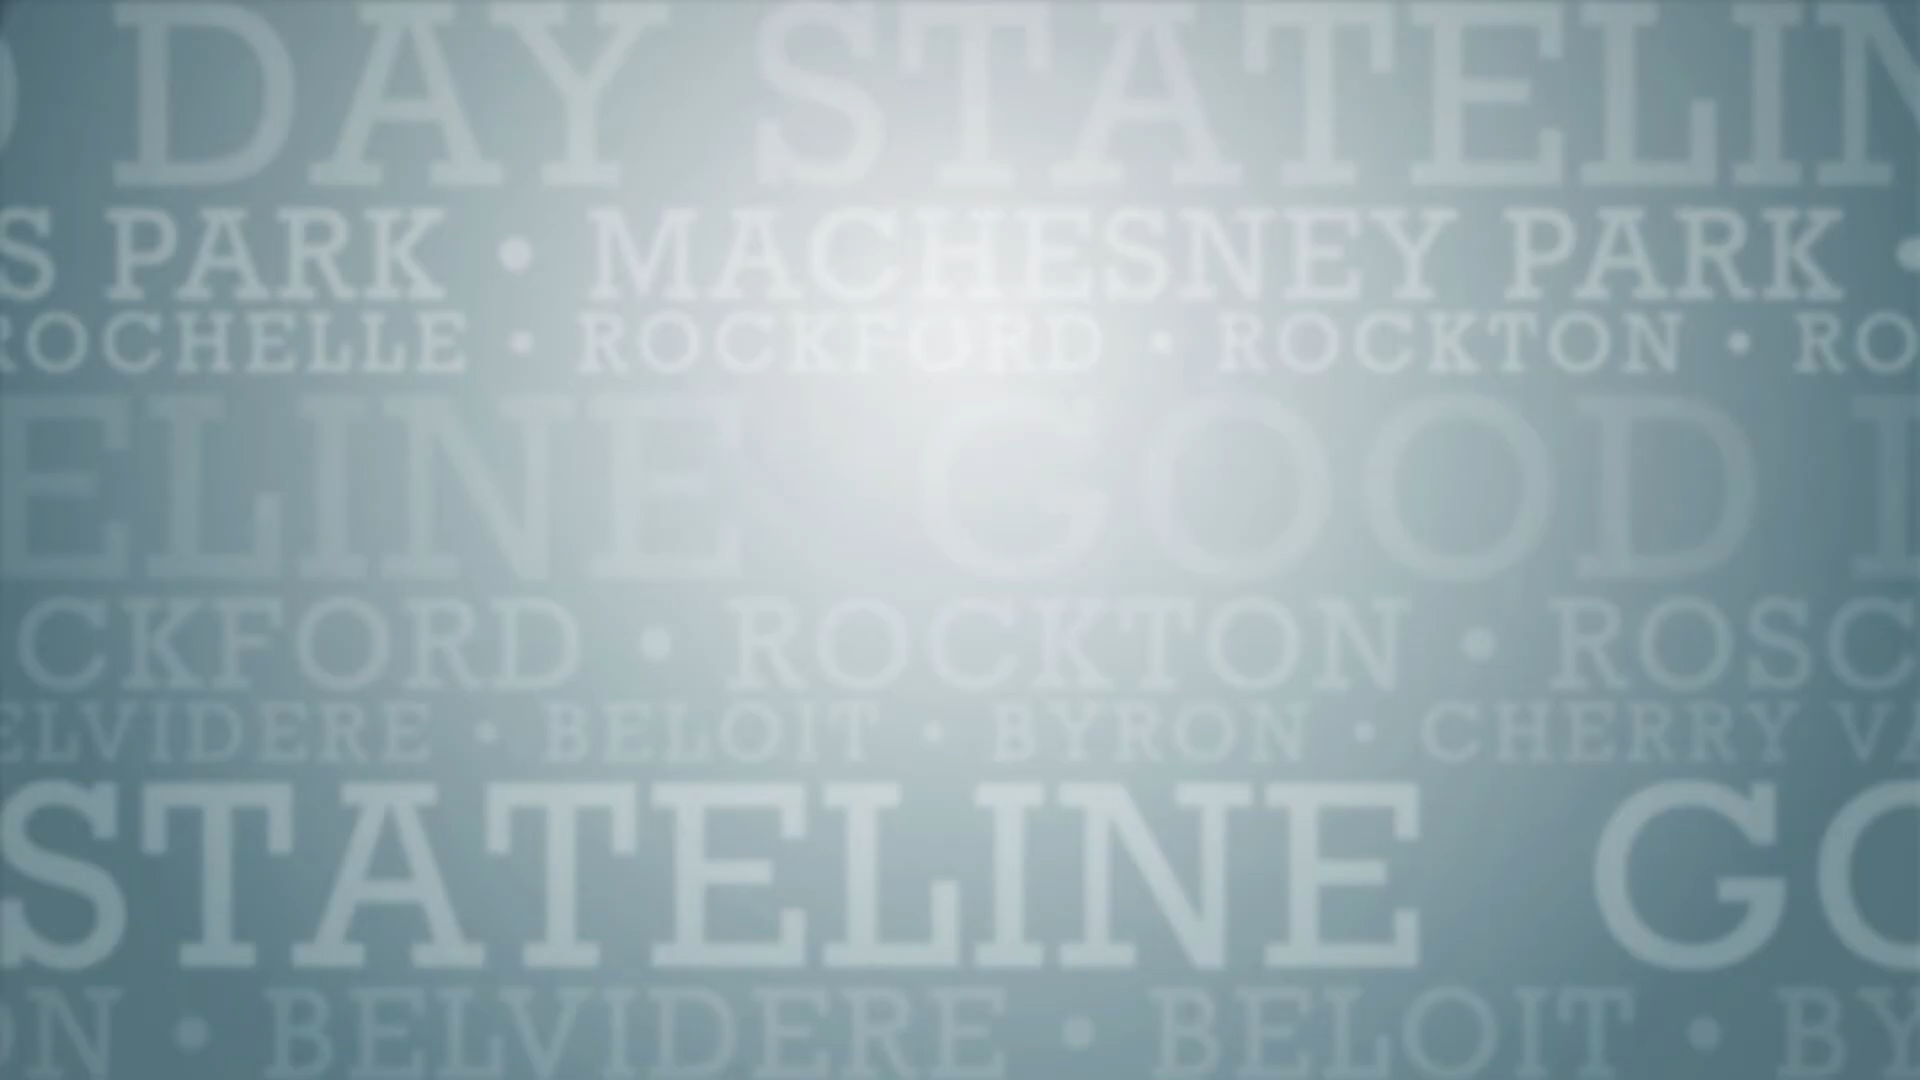 DAY STATELIN
S PARK • MACHESNEY PARK •
ROCHELLE • ROCKFORD • ROCKTON • RO
ELINE GOOD D
CKFORD • ROCKTON • ROSC
ELVIDERE • BELOIT • BYRON • CHERRY VA
STATELINE GO
ON • BELVIDERE • BELOIT • BY